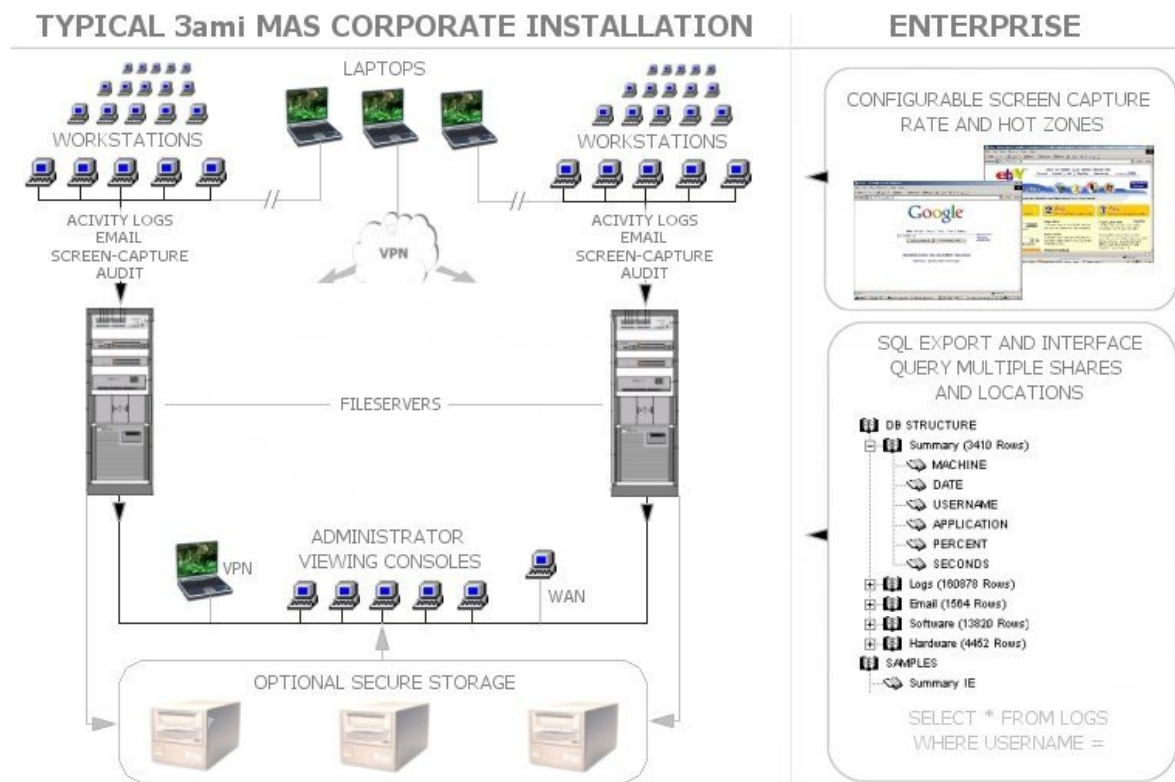 TYPICAL 3ami MAS CORPORATE INSTALLATION
LAPTOPS
WORKSTATIONS
WORKSTATIONS
ACIVITY LOGS
EMAIL
SCREEN-CAPTURE
AUDIT
VPN
ACIVITY LOGS
EMAIL
SCREEN-CAPTURE
AUDIT
FILESERVERS
ADMINISTRATOR
VIEWING CONSOLES
VPN
WAN
OPTIONAL SECURE STORAGE
ENTERPRISE
CONFIGURABLE SCREEN CAPTURE
RATE AND HOT ZONES
ebY
Google
SQL EXPORT AND INTERFACE
QUERY MULTIPLE SHARES
AND LOCATIONS
DB STRUCTURE
Summary (3410 Rows)
MACHINE
DATE
USERNAME
APPLICATION
PERCENT
SECONDS
Logs (160878 Rows)
Email (1564 Rows)
Software (13820 Rows)
Hardware (4452 Rows)
SAMPLES
Summary IE
SELECT * FROM LOGS
WHERE USERNAME =